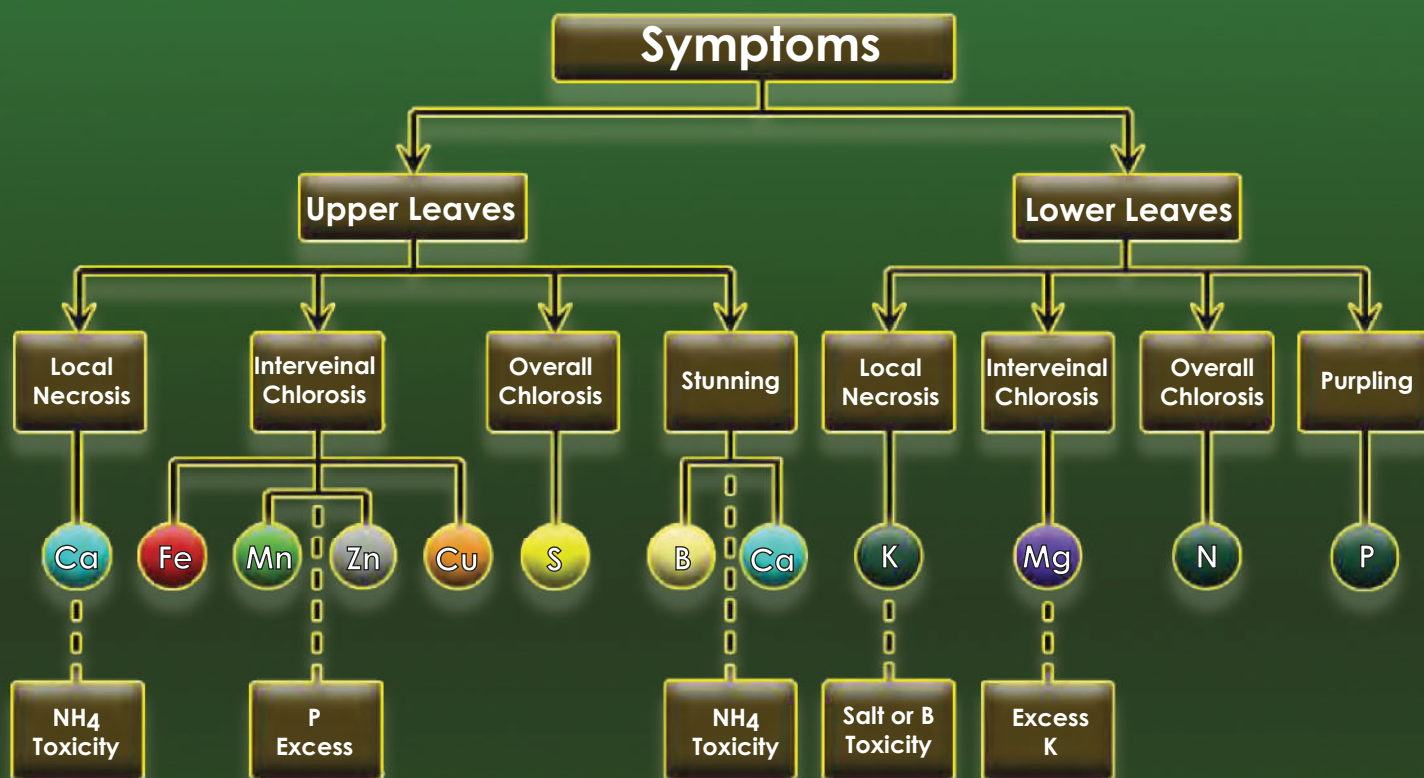 Symptoms
Upper Leaves
Lower Leaves
Local
Necrosis
Interveinal
Chlorosis
Overall
Chlorosis
Stunning
Local
Necrosis
Interveinal
Chlorosis
Overall
Chlorosis
Purpling
Ca
Fe
Mn
Zn
Cu
S
B
Ca
K
Mg
N
P
NH4
Toxicity
P
Excess
NH4
Toxicity
Salt or B
Toxicity
Excess
K